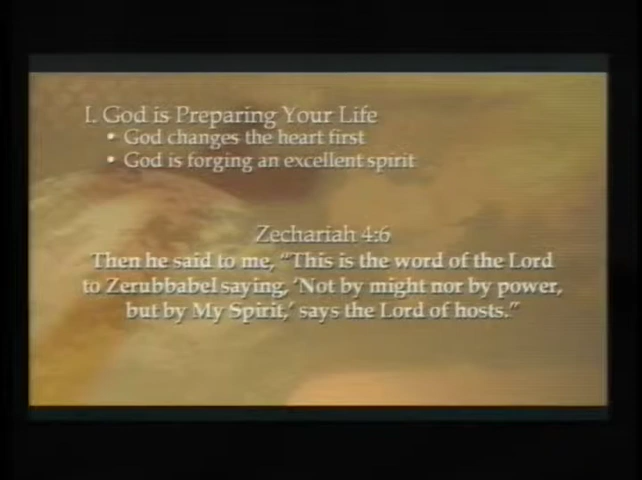 I. God is Preparing Your Life
• God changes the heart first
• God is forging an excellent spirit
Zechariah 4:6
Then he said to me, “This is the word of the Lord
to Zerubbabel saying, ‘Not by might nor by power,
but by My Spirit,’ says the Lord of hosts.”